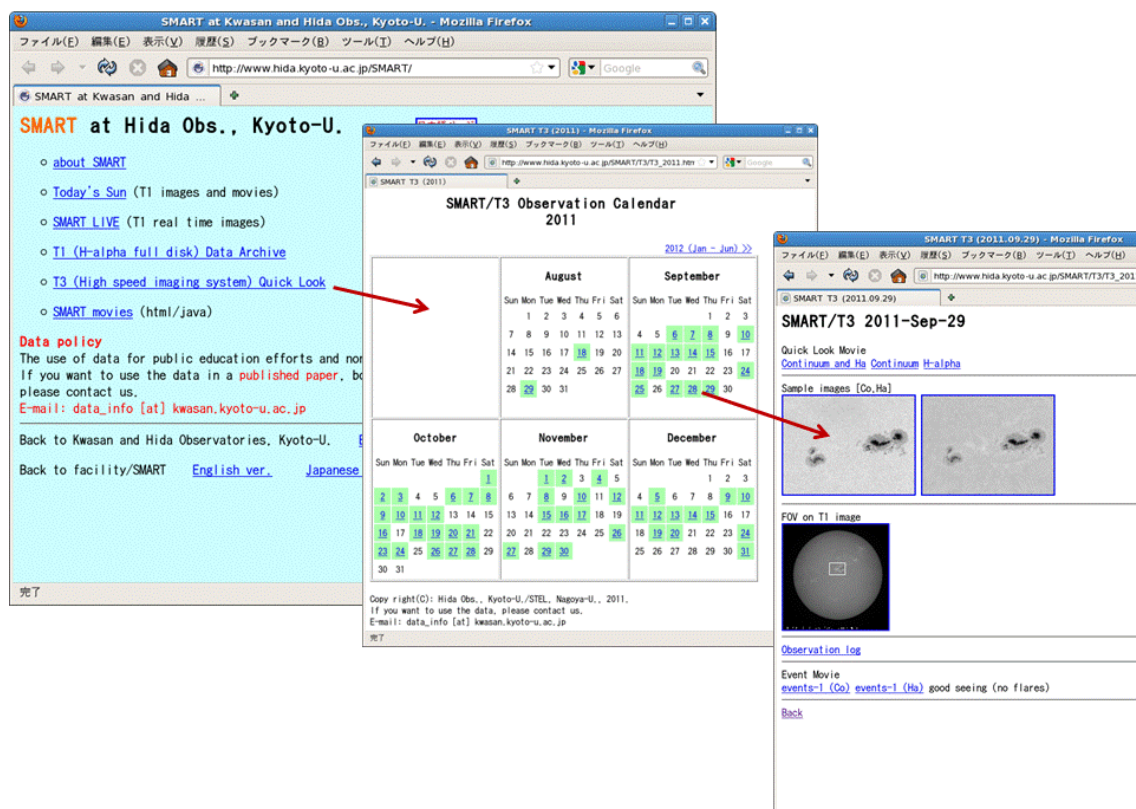 SMART at Kwasan and Hida Obs., Kyoto-U. - Mozilla Firefox
ファイル(F) 編集(E) 表示(V) 履歴(S) ブックマーク(B) ツール(T) ヘルプ(H)
http://www.hida.kyoto-u.ac.jp/SMART/
Google
SMART at Kwasan and Hida ...
SMART at Hida Obs., Kyoto-U.
about SMART
Today's Sun (T1 images and movies)
SMART LIVE (T1 real time images)
T1 (H-alpha full disk) Data Archive
T3 (High speed imaging system) Quick Look
SMART movies (html/java)
Data policy
The use of data for public education efforts and
If you want to use the data in a published paper,
please contact us.
E-mail: data_info [at] kwasan.kyoto-u.ac.jp
Back to Kwasan and Hida Observatories, Kyoto-U.
Back to facility/SMART English ver. Japanese
完了
SMART T3 (2011) - Mozilla Firefox
ファイル(F) 編集(E) 表示(V) 履歴(S) ブックマーク(B) ツール(T) ヘルプ(H)
http://www.hida.kyoto-u.ac.jp/SMART/T3/T3_2011.htm
Google
SMART T3 (2011)
SMART/T3 Observation Calendar
2011
2012 (Jan - Jun) >>
August
Sun Mon Tue Wed Thu Fri Sat
1 2 3 4 5 6
7 8 9 10 11 12 13
14 15 16 17 18 19 20
21 22 23 24 25 26 27
28 29 30 31
September
Sun Mon Tue Wed Thu Fri Sat
1 2 3
4 5 6 7 8 9 10
11 12 13 14 15 16 17
18 19 20 21 22 23 24
25 26 27 28 29 30
October
Sun Mon Tue Wed Thu Fri Sat
1
2 3 4 5 6 7 8
9 10 11 12 13 14 15
16 17 18 19 20 21 22
23 24 25 26 27 28 29
30 31
November
Sun Mon Tue Wed Thu Fri Sat
1 2 3 4 5
6 7 8 9 10 11 12
13 14 15 16 17 18 19
20 21 22 23 24 25 26
27 28 29 30
December
Sun Mon Tue Wed Thu Fri Sat
1 2 3
4 5 6 7 8 9 10
11 12 13 14 15 16 17
18 19 20 21 22 23 24
25 26 27 28 29 30 31
Copy right(C): Hida Obs., Kyoto-U./STEL, Nagoya-U., 2011.
If you want to use the data, please contact us.
E-mail: data_info [at] kwasan.kyoto-u.ac.jp
完了
SMART T3 (2011.09.29) - Mozilla Firefox
ファイル(F) 編集(E) 表示(V) 履歴(S) ブックマーク(B) ツール(T) ヘルプ(H)
http://www.hida.kyoto-u.ac.jp/SMART/T3/T3_201
SMART T3 (2011.09.29)
SMART/T3 2011-Sep-29
Quick Look Movie
Continuum and Ha Continuum H-alpha
Sample images [Co,Ha]
FOV on T1 image
Observation log
Event Movie
events-1 (Co) events-1 (Ha) good seeing (no flares)
Back